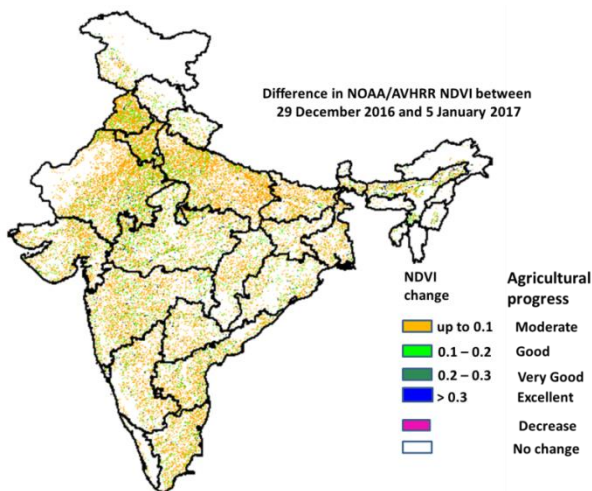 Difference in NOAA/AVHRR NDVI between
29 December 2016 and 5 January 2017
NDVI change Agricultural progress
up to 0.1 Moderate
0.1 – 0.2 Good
0.2 – 0.3 Very Good
> 0.3 Excellent
Decrease
No change